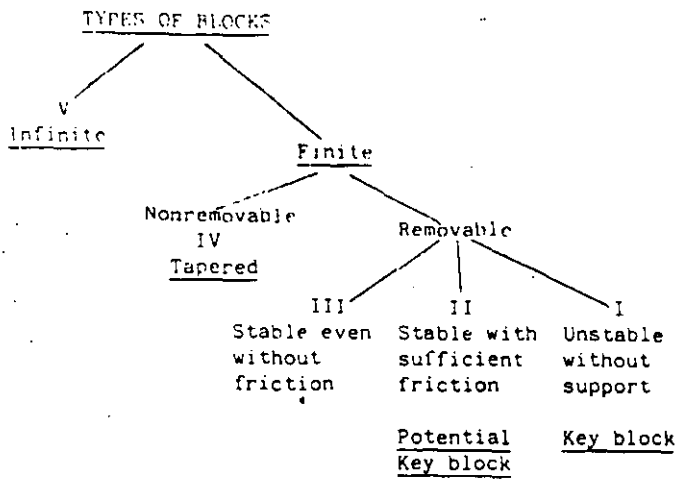 TYPES OF BLOCKS
V
Infinite
Finite
Nonremovable
IV
Tapered
Removable
III
Stable even
without
friction
II
Stable with
sufficient
friction
Potential
Key block
I
Unstable
without
support
Key block